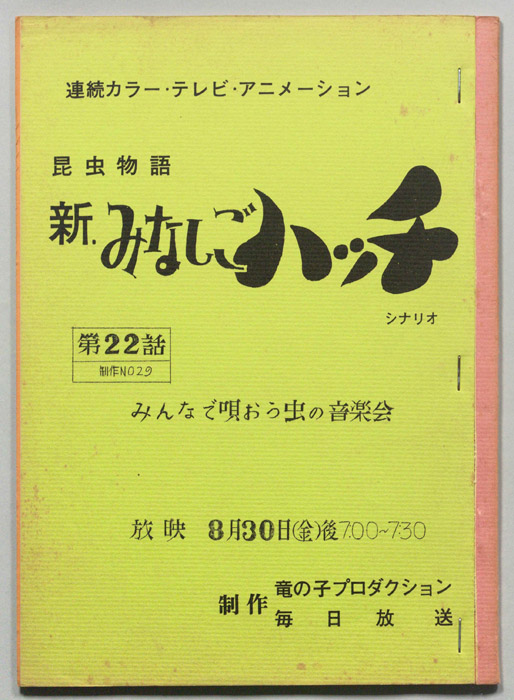 連続カラー・テレビ・アニメーション
昆虫物語
新.みなしごハッチ
シナリオ
第22話
制作NO29
みんなで唄おう虫の音楽会
放映 8月30日(金)後7.00~7.30
制作 竜の子プロダクション
毎日放送